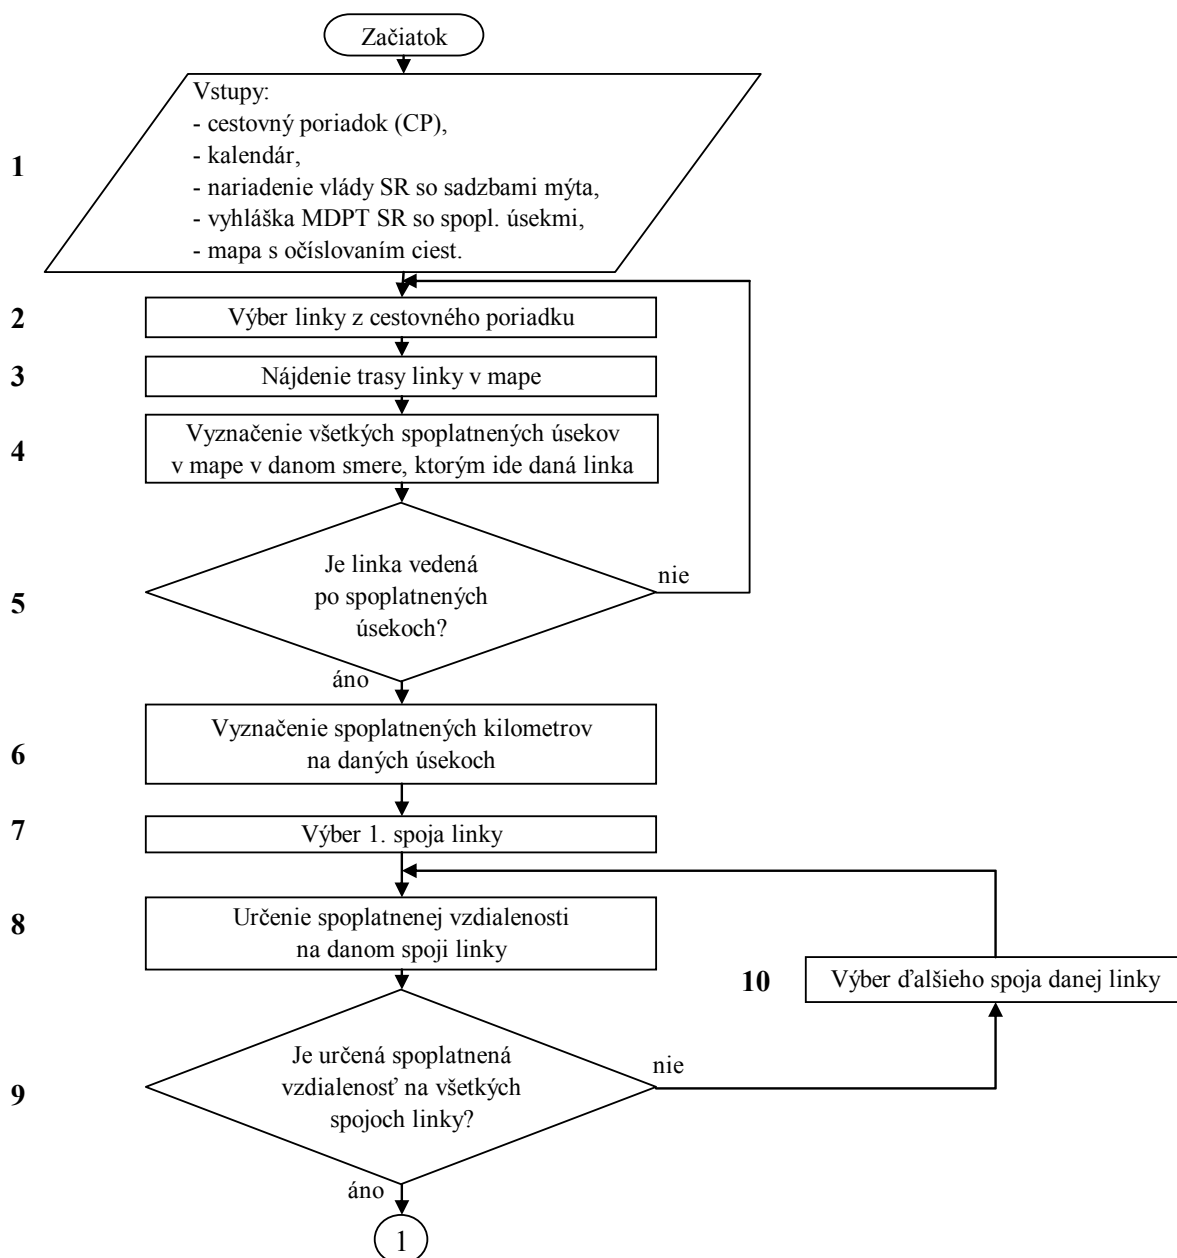 Začiatok
1
Vstupy:
- cestovný poriadok (CP),
- kalendár,
- nariadenie vlády SR so sadzbami mýta,
- vyhláška MDPT SR so spopl. úsekmi,
- mapa s očíslovaním ciest.
2
Výber linky z cestovného poriadku
3
Nájdenie trasy linky v mape
4
Vyznačenie všetkých spoplatnených úsekov
v mape v danom smere, ktorým ide daná linka
5
Je linka vedená
po spoplatnených
úsekoch?
nie
áno
6
Vyznačenie spoplatnených kilometrov
na daných úsekoch
7
Výber 1. spoja linky
8
Určenie spoplatnenej vzdialenosti
na danom spoji linky
10
Výber ďalšieho spoja danej linky
9
Je určená spoplatnená
vzdialenosť na všetkých
spojoch linky?
nie
áno
1